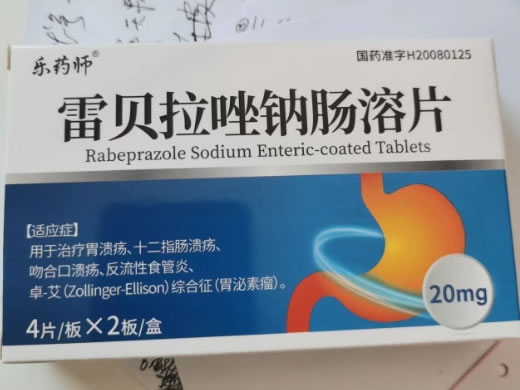 乐药师®
国药准字H20080125
雷贝拉唑钠肠溶片
Rabeprazole Sodium Enteric-coated Tablets
【适应症】
用于治疗胃溃疡、十二指肠溃疡、
吻合口溃疡、反流性食管炎、
卓-艾(Zollinger-Ellison)综合征(胃泌素瘤)。
20mg
4片/板×2板/盒